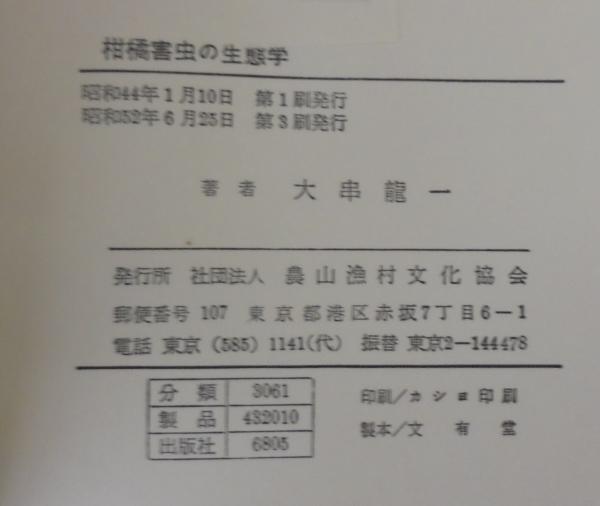 柑橘害虫の生態学
昭和44年1月10日 第1刷発行
昭和52年6月25日 第3刷発行
著者 大串龍一
発行所 社団法人 農山漁村文化協会
郵便番号 107 東京都港区赤坂7丁目6−1
電話 東京 (585) 1141(代) 振替 東京2−144478
分類 3061
製品 432010
出版社 6805
印刷/カショ印刷
製本/文有堂